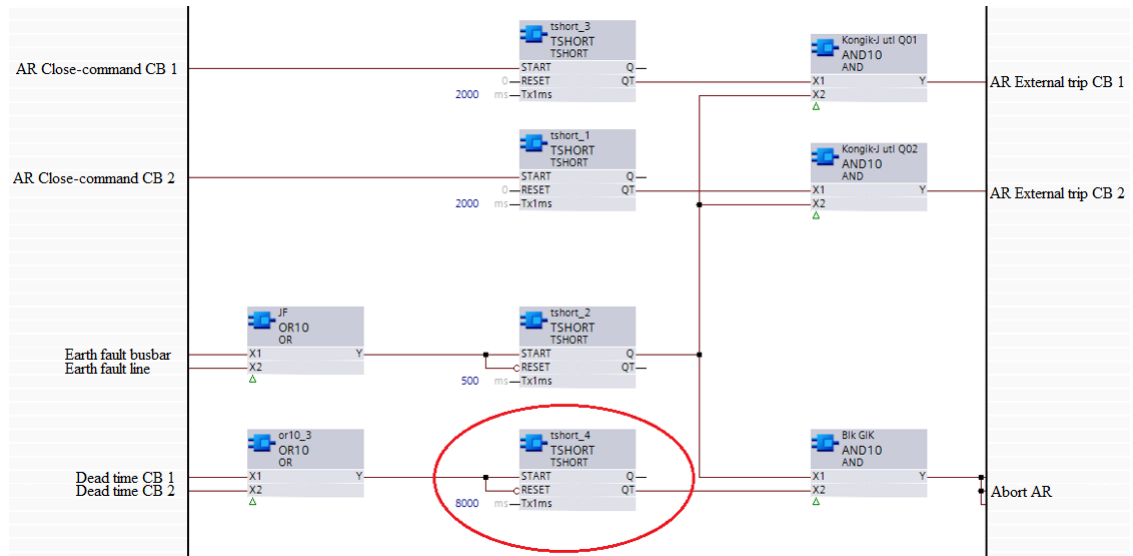 tshort_3
TSHORT
TSHORT
AR Close-command CB 1
START Q
0 RESET QT
2000 ms Tx1ms
Kongik-J utl Q01
AND10
AND
X1 Y
X2
AR External trip CB 1
tshort_1
TSHORT
TSHORT
AR Close-command CB 2
START Q
0 RESET QT
2000 ms Tx1ms
Kongik-J utl Q02
AND10
AND
X1 Y
X2
AR External trip CB 2
JF
OR10
OR
Earth fault busbar
Earth fault line
X1 Y
X2
tshort_2
TSHORT
TSHORT
START Q
RESET QT
500 ms Tx1ms
or10_3
OR10
OR
Dead time CB 1
Dead time CB 2
X1 Y
X2
tshort_4
TSHORT
TSHORT
START Q
RESET QT
8000 ms Tx1ms
Blk GIK
AND10
AND
X1 Y
X2
Abort AR